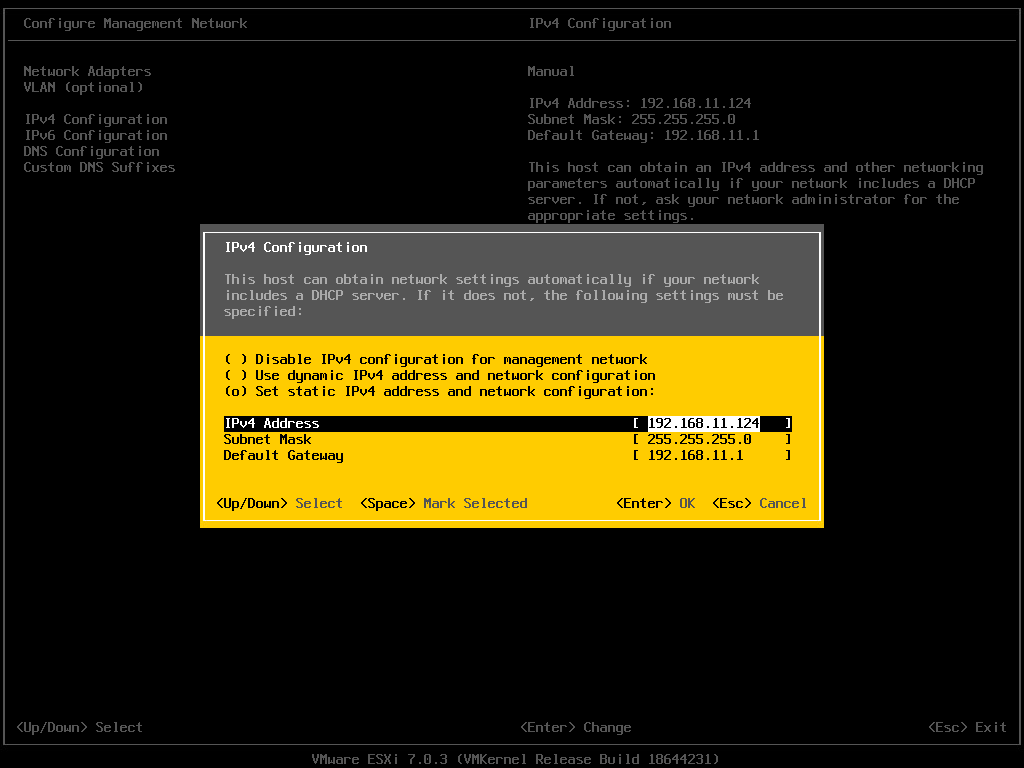 Configure Management Network
IPv4 Configuration
Network Adapters
VLAN (optional)
IPv4 Configuration
IPv6 Configuration
DNS Configuration
Custom DNS Suffixes
Manual
IPv4 Address: 192.168.11.124
Subnet Mask: 255.255.255.0
Default Gateway: 192.168.11.1
This host can obtain an IPv4 address and other networking
parameters automatically if your network includes a DHCP
server. If not, ask your network administrator for the
appropriate settings.
IPv4 Configuration
This host can obtain network settings automatically if your network
includes a DHCP server. If it does not, the following settings must be
specified:
( ) Disable IPv4 configuration for management network
( ) Use dynamic IPv4 address and network configuration
(o) Set static IPv4 address and network configuration:
IPv4 Address [ 192.168.11.124 ]
Subnet Mask [ 255.255.255.0 ]
Default Gateway [ 192.168.11.1 ]
<Up/Down> Select <Space> Mark Selected <Enter> OK <Esc> Cancel
<Up/Down> Select <Enter> Change <Esc> Exit
VMware ESXi 7.0.3 (VMKernel Release Build 18644231)